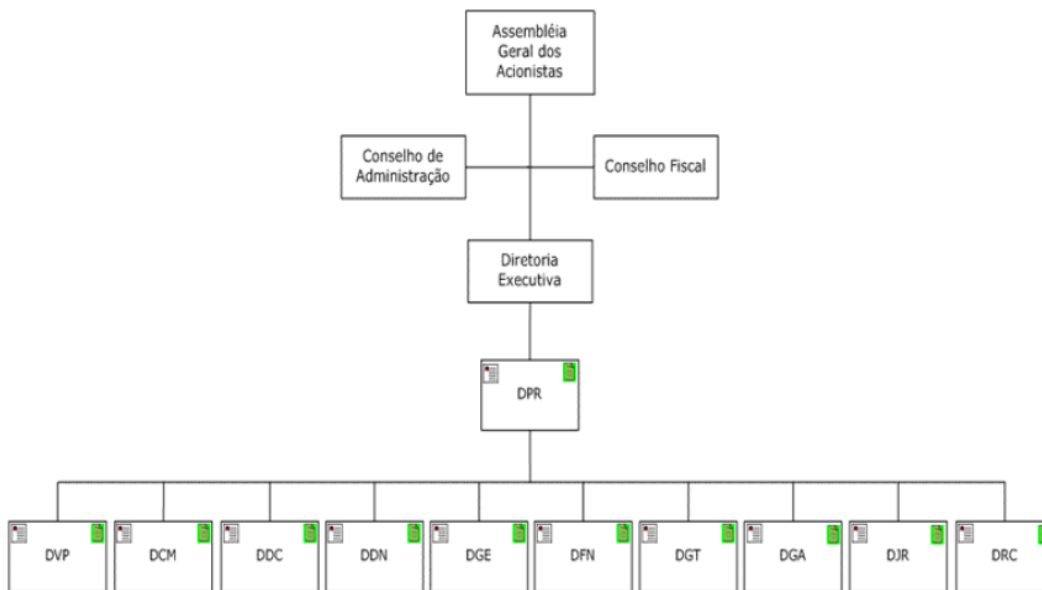 Assembléia
Geral dos
Acionistas
Conselho de
Administração
Conselho Fiscal
Diretoria
Executiva
DPR
DVP
DCM
DDC
DDN
DGE
DFN
DGT
DGA
DJR
DRC